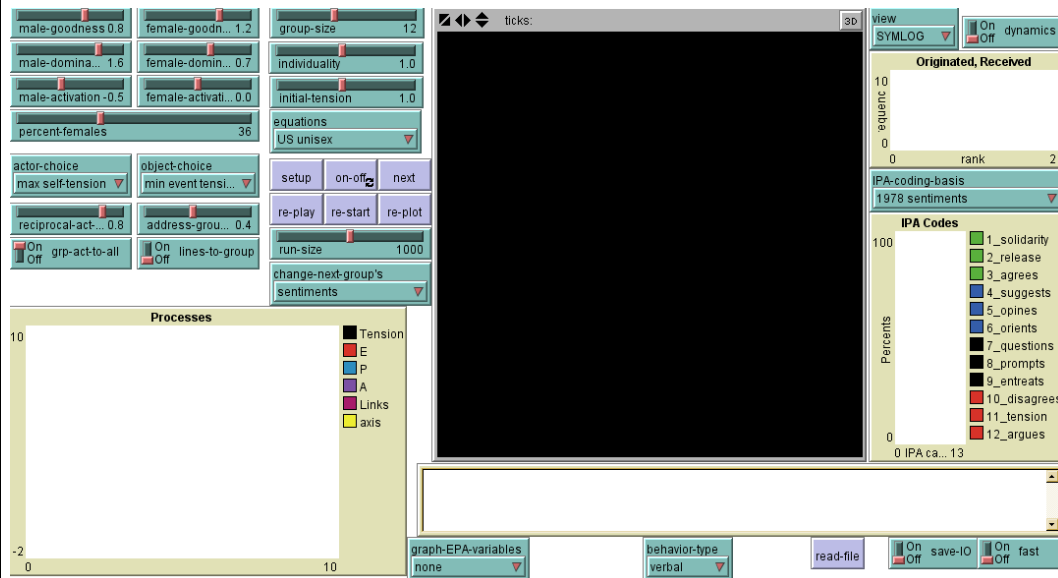 male-goodness 0.8
female-goodn... 1.2
group-size 12
ticks:
3D
view
SYMLOG
On
Off
dynamics
male-domina... 1.6
female-domin... 0.7
individuality 1.0
male-activation -0.5
female-activati... 0.0
initial-tension 1.0
percent-females 36
equations
US unisex
Originated, Received
10
equenc
0
0
rank
2
actor-choice
max self-tension
object-choice
min event tensi...
setup
on-off
next
IPA-coding-basis
1978 sentiments
reciprocal-act-... 0.8
address-grou... 0.4
re-play
re-start
re-plot
On
Off
grp-act-to-all
On
Off
lines-to-group
run-size 1000
change-next-group's
sentiments
IPA Codes
100
Percents
0
0 IPA ca... 13
1_solidarity
2_release
3_agrees
4_suggests
5_opines
6_orients
7_questions
8_prompts
9_entreats
10_disagrees
11_tension
12_argues
Processes
10
-2
0
10
Tension
E
P
A
Links
axis
graph-EPA-variables
none
behavior-type
verbal
read-file
On
Off
save-IO
On
Off
fast